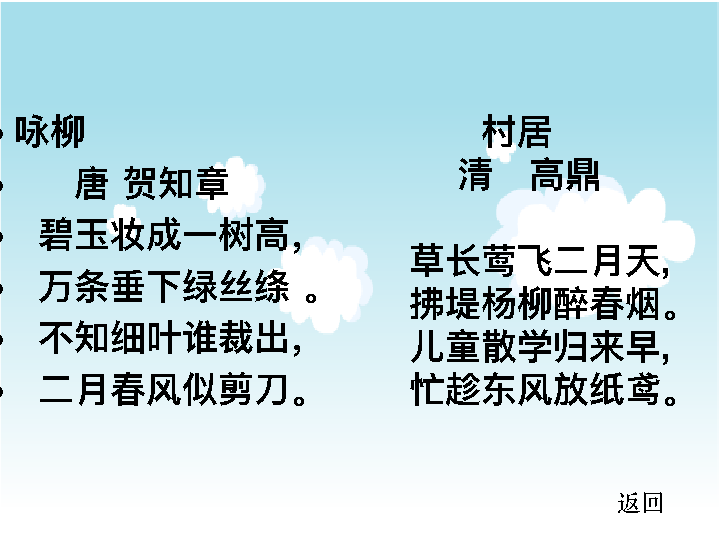 • 咏柳
• 唐 贺知章
• 碧玉妆成一树高，
• 万条垂下绿丝绦 。
• 不知细叶谁裁出，
• 二月春风似剪刀。
村居
清 高鼎
草长莺飞二月天，
拂堤杨柳醉春烟。
儿童散学归来早，
忙趁东风放纸鸢。
返回